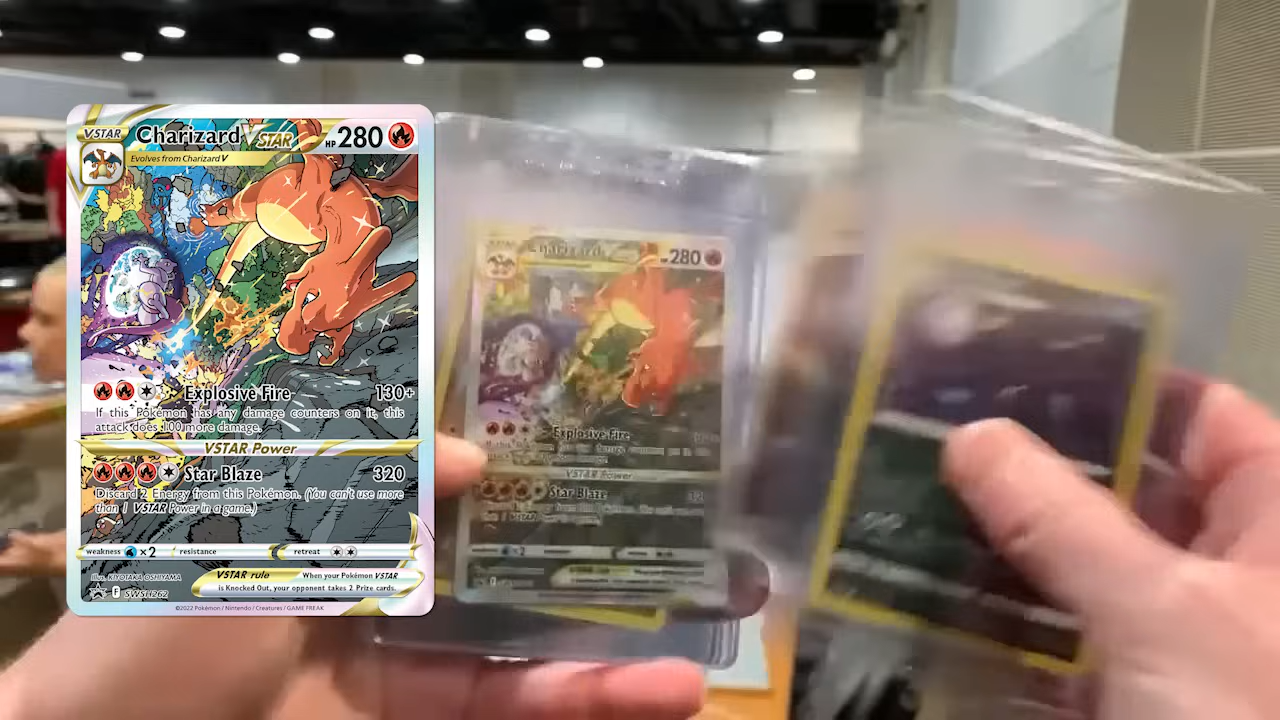 VSTAR Charizard VSTAR HP 280
Evolves from Charizard V
Explosive Fire 130+
If this Pokémon has any damage counters on it, this
attack does 100 more damage.
VSTAR Power
Star Blaze 320
Discard 2 Energy from this Pokémon. (You can't use more
than 1 VSTAR Power in a game.)
weakness ×2 resistance retreat
Illus. KIYOTAKA OSHIYAMA
VSTAR rule When your Pokémon VSTAR
is Knocked Out, your opponent takes 2 Prize cards.
F SWSH262
©2022 Pokémon / Nintendo / Creatures / GAME FREAK
280
Explosive Fire
VSTAR Power
Star Blaze
×2